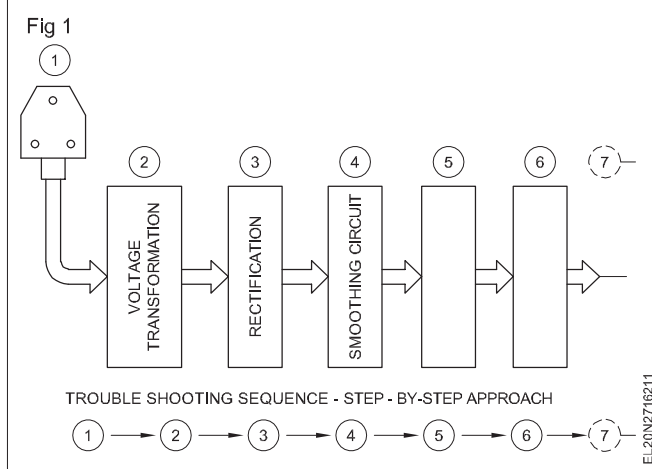 Fig 1
1
2
3
4
5
6
7
VOLTAGE
TRANSFORMATION
RECTIFICATION
SMOOTHING CIRCUIT
TROUBLE SHOOTING SEQUENCE - STEP - BY-STEP APPROACH
1 2 3 4 5 6 7
EL20N2716211